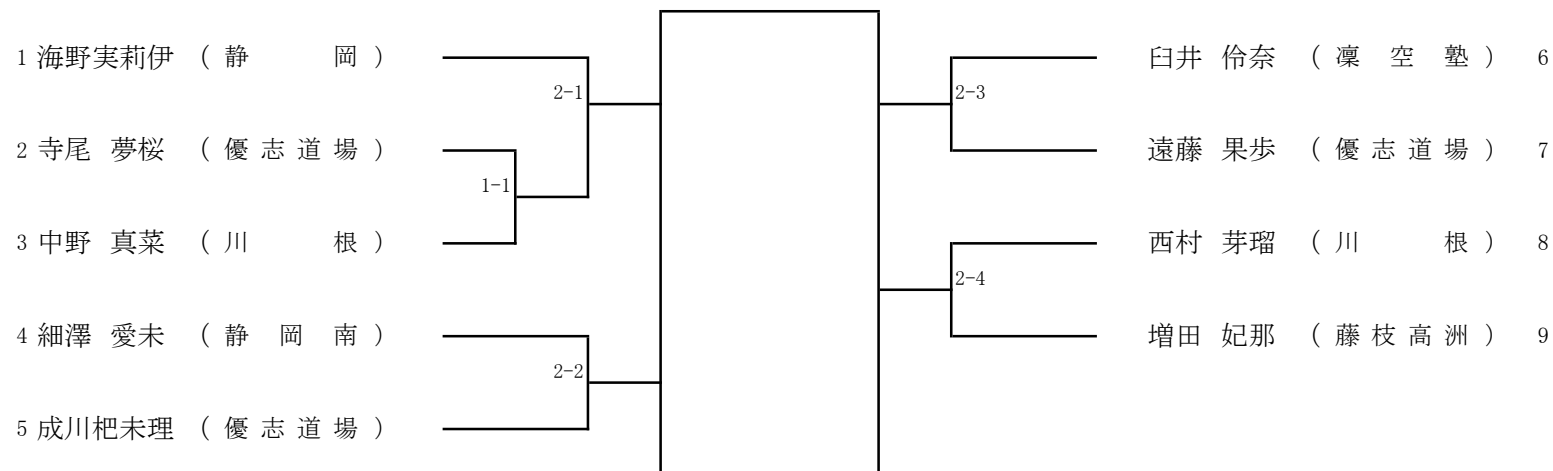 1 海野実莉伊 ( 静 岡 )
2-1
2 寺尾 夢桜 ( 優志道場 )
1-1
3 中野 真菜 ( 川 根 )
4 細澤 愛未 ( 静 岡 南 )
2-2
5 成川杷未理 ( 優志道場 )
臼井 伶奈 ( 凜 空 塾 ) 6
2-3
遠藤 果歩 ( 優志道場 ) 7
西村 芽瑠 ( 川 根 ) 8
2-4
増田 妃那 ( 藤枝高洲 ) 9